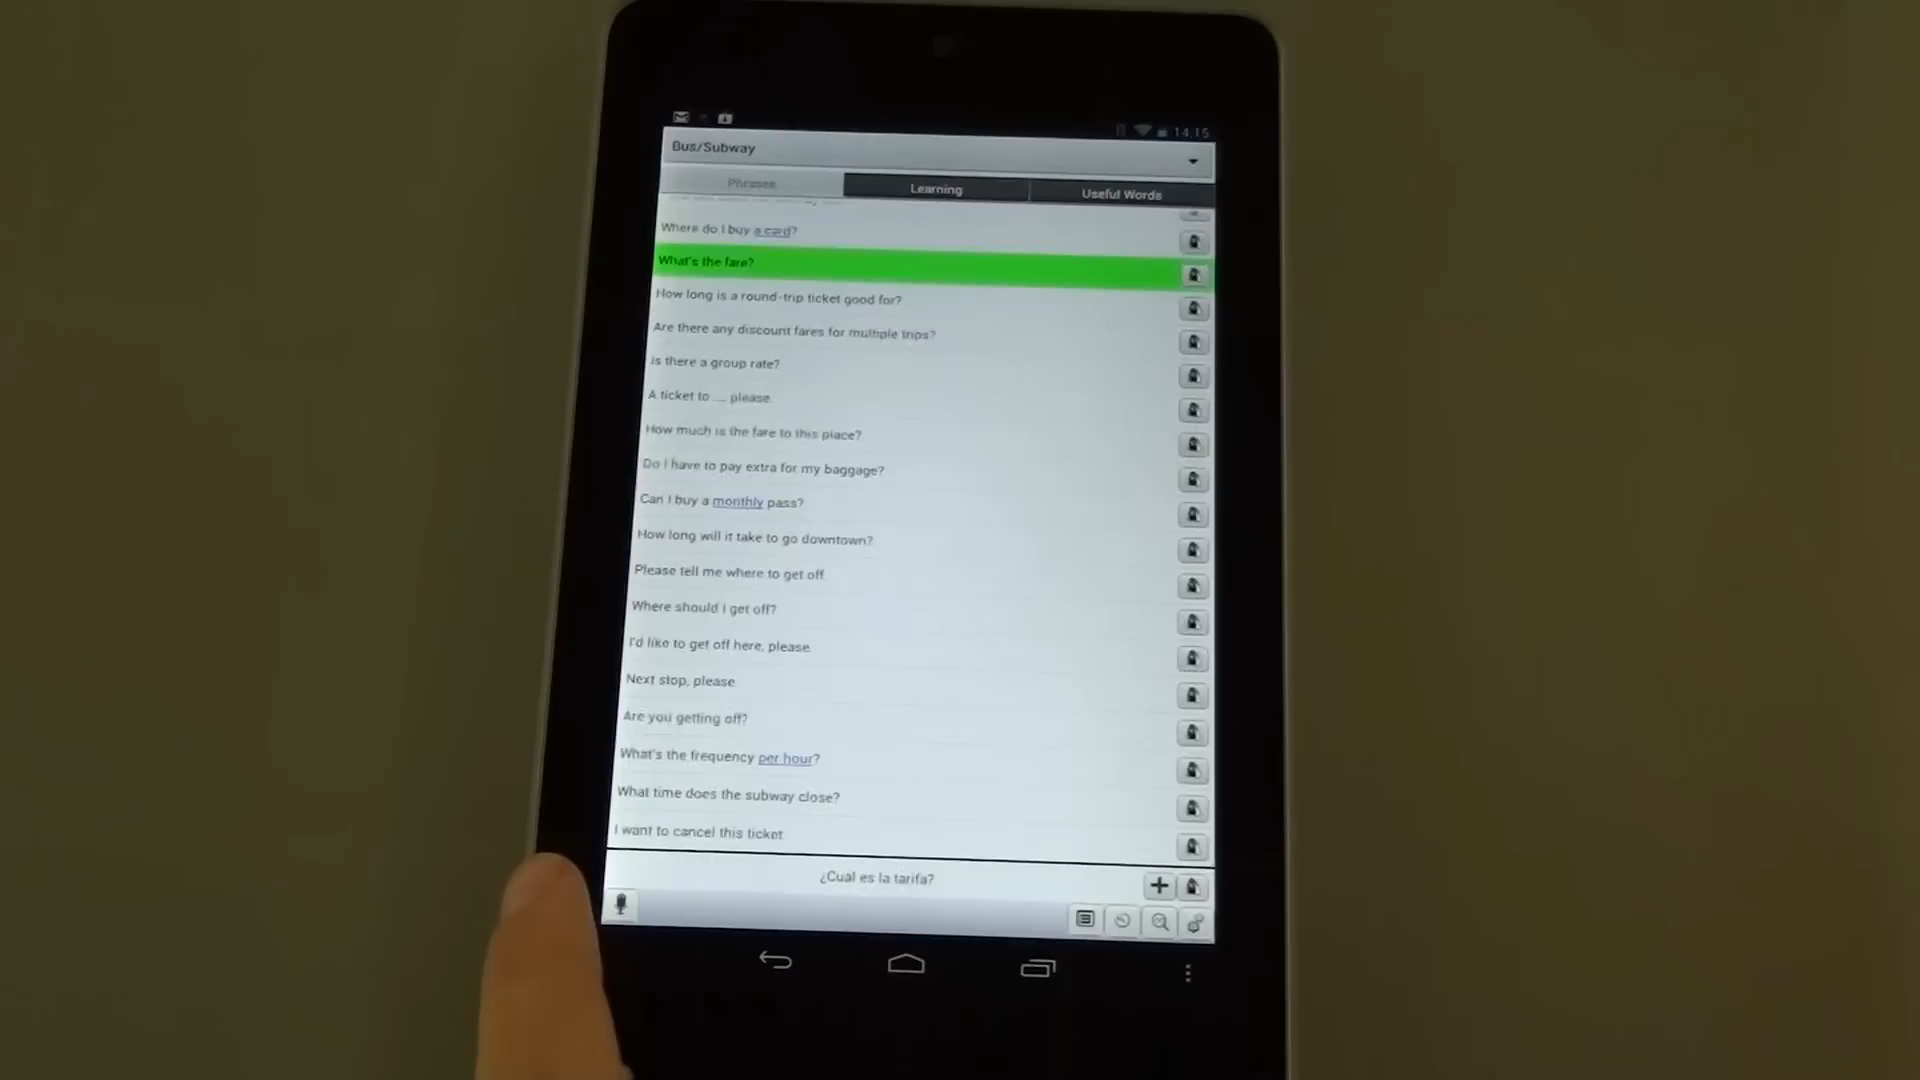 14:15
Bus/Subway
Phrases
Learning
Useful Words
Where do I buy a card?
What's the fare?
How long is a round-trip ticket good for?
Are there any discount fares for multiple trips?
Is there a group rate?
A ticket to ... please.
How much is the fare to this place?
Do I have to pay extra for my baggage?
Can I buy a monthly pass?
How long will it take to go downtown?
Please tell me where to get off.
Where should I get off?
I'd like to get off here, please.
Next stop, please.
Are you getting off?
What's the frequency per hour?
What time does the subway close?
I want to cancel this ticket.
¿Cual es la tarifa?